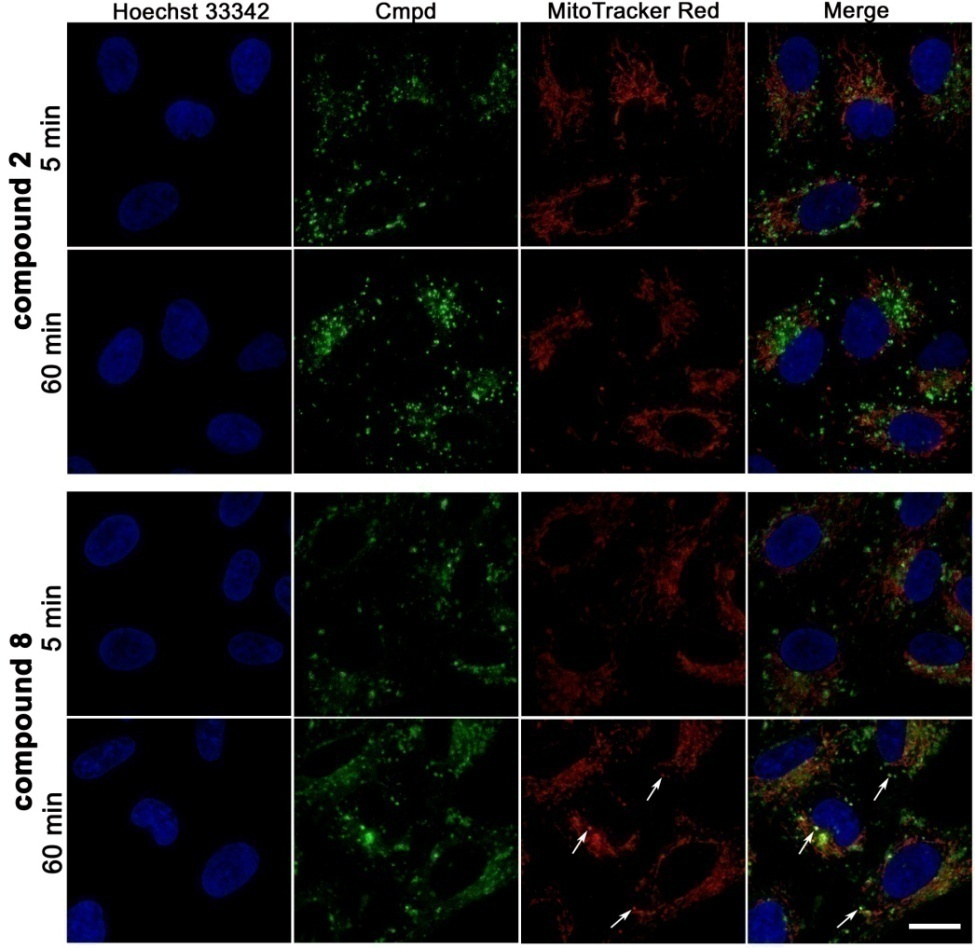 Hoechst 33342 Cmpd MitoTracker Red Merge
compound 2
5 min
60 min
compound 8
5 min
60 min